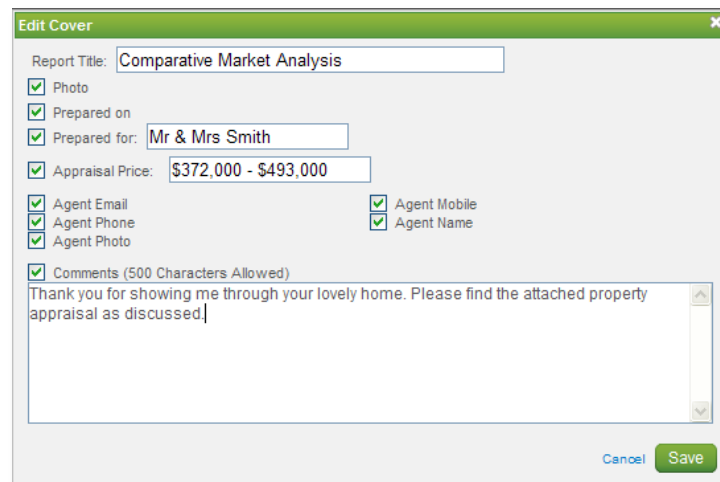 Edit Cover
Report Title: Comparative Market Analysis
Photo
Prepared on
Prepared for: Mr & Mrs Smith
Appraisal Price: $372,000 - $493,000
Agent Email Agent Mobile
Agent Phone Agent Name
Agent Photo
Comments (500 Characters Allowed)
Thank you for showing me through your lovely home. Please find the attached property
appraisal as discussed.
Cancel Save